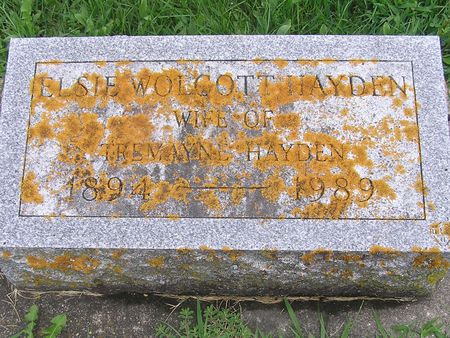 ELSIE WOLCOTT HAYDEN
WIFE OF
TREMAYNE HAYDEN
1894 — 1989